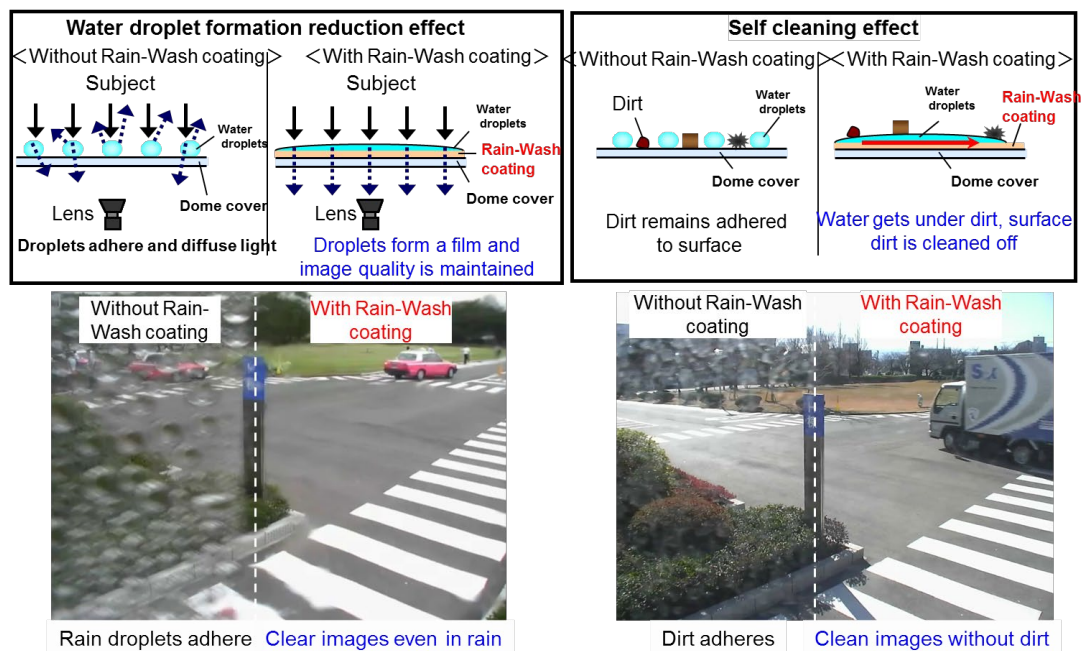 Water droplet formation reduction effect
<Without Rain-Wash coating>
<With Rain-Wash coating>
Subject
Subject
Water
droplets
Water
droplets
Rain-Wash
coating
Dome cover
Dome cover
Lens
Lens
Droplets adhere and diffuse light
Droplets form a film and
image quality is maintained
Self cleaning effect
<Without Rain-Wash coating>
<With Rain-Wash coating>
Dirt
Water
droplets
Water
droplets
Rain-Wash
coating
Dome cover
Dome cover
Dirt remains adhered
to surface
Water gets under dirt, surface
dirt is cleaned off
Without Rain-
Wash coating
With Rain-Wash
coating
Rain droplets adhere
Clear images even in rain
Without Rain-Wash
coating
With Rain-Wash
coating
Dirt adheres
Clean images without dirt